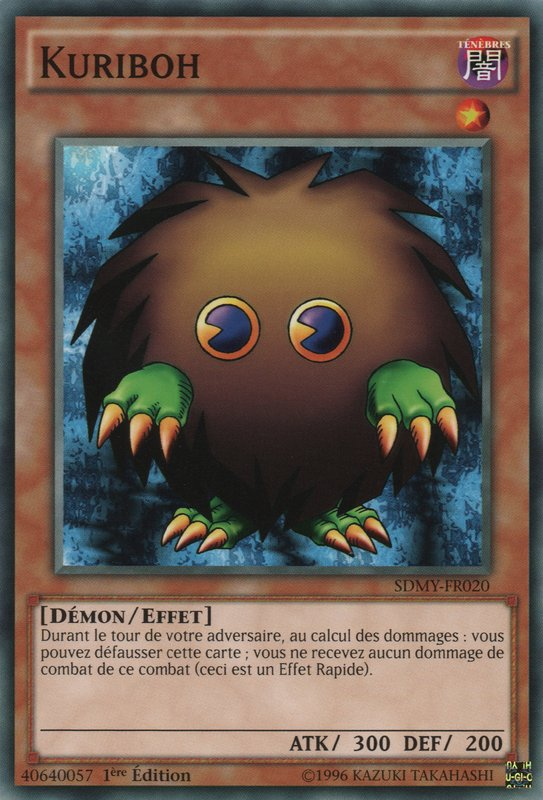 KURIBOH
TÉNÈBRES
闇
SDMY-FR020
[DÉMON/EFFET]
Durant le tour de votre adversaire, au calcul des dommages : vous
pouvez défausser cette carte ; vous ne recevez aucun dommage de
combat de ce combat (ceci est un Effet Rapide).
ATK/ 300 DEF/ 200
40640057 1ère Édition
©1996 KAZUKI TAKAHASHI